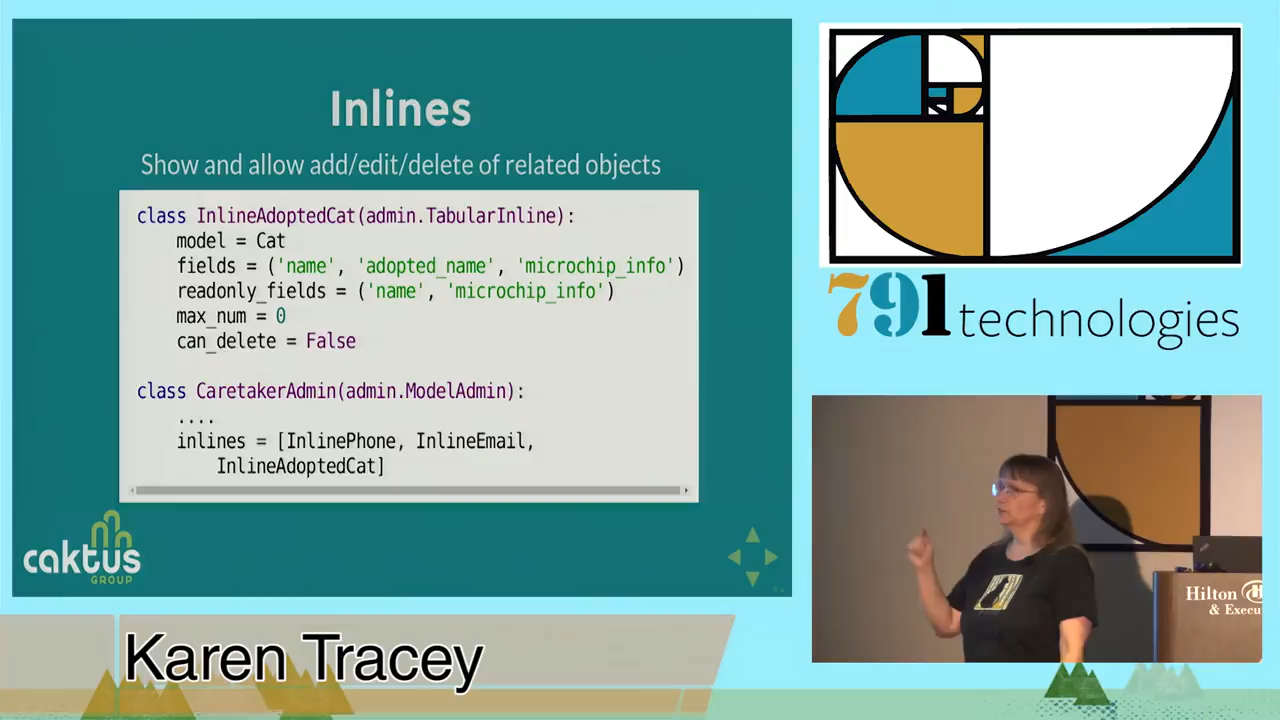 Inlines
Show and allow add/edit/delete of related objects
class InlineAdoptedCat(admin.TabularInline):
    model = Cat
    fields = ('name', 'adopted_name', 'microchip_info')
    readonly_fields = ('name', 'microchip_info')
    max_num = 0
    can_delete = False
class CaretakerAdmin(admin.ModelAdmin):
    ....
    inlines = [InlinePhone, InlineEmail,
        InlineAdoptedCat]
caktus
GROUP
791 technologies
Hilton
& Execu
Karen Tracey